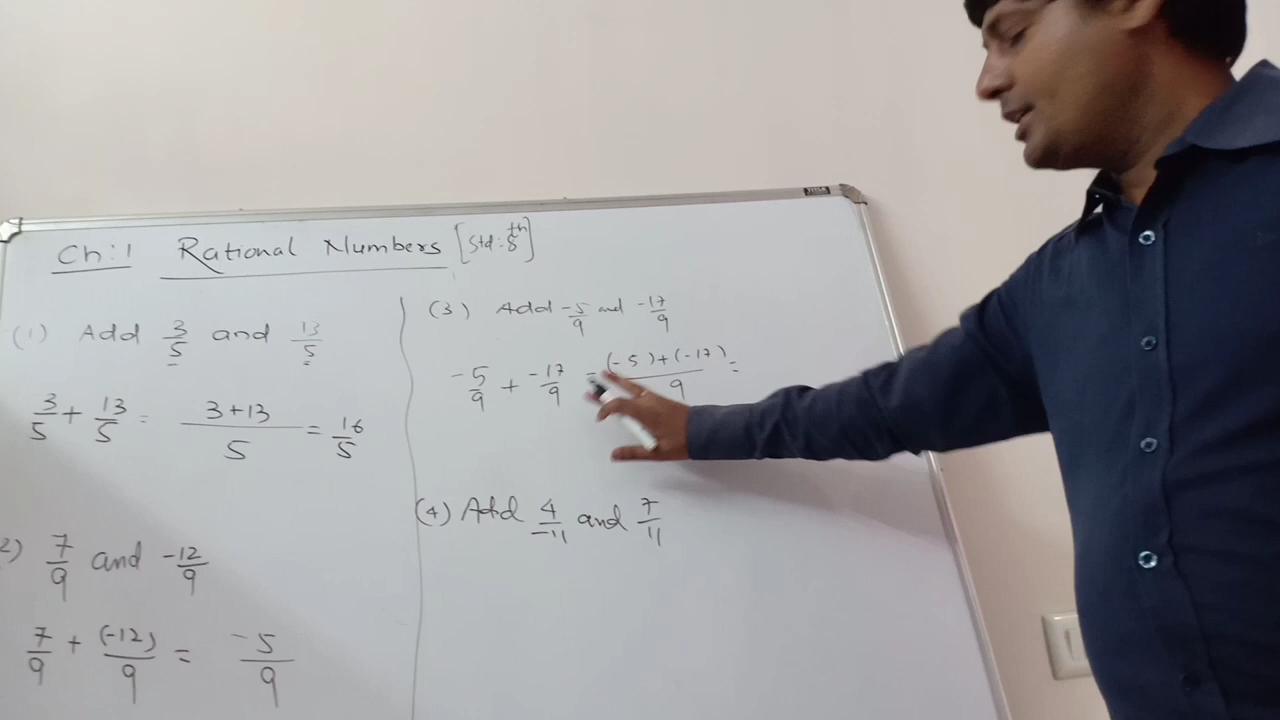 Ch:1 Rational Numbers [Std: 8th]
(1) Add 3/5 and 13/5
3/5 + 13/5 = (3+13)/5 = 16/5
2) 7/9 and -12/9
7/9 + (-12)/9 = -5/9
(3) Add -5/9 and -17/9
-5/9 + -17/9 = (-5)+(-17)/9 =
(4) Add 4/-11 and 7/11